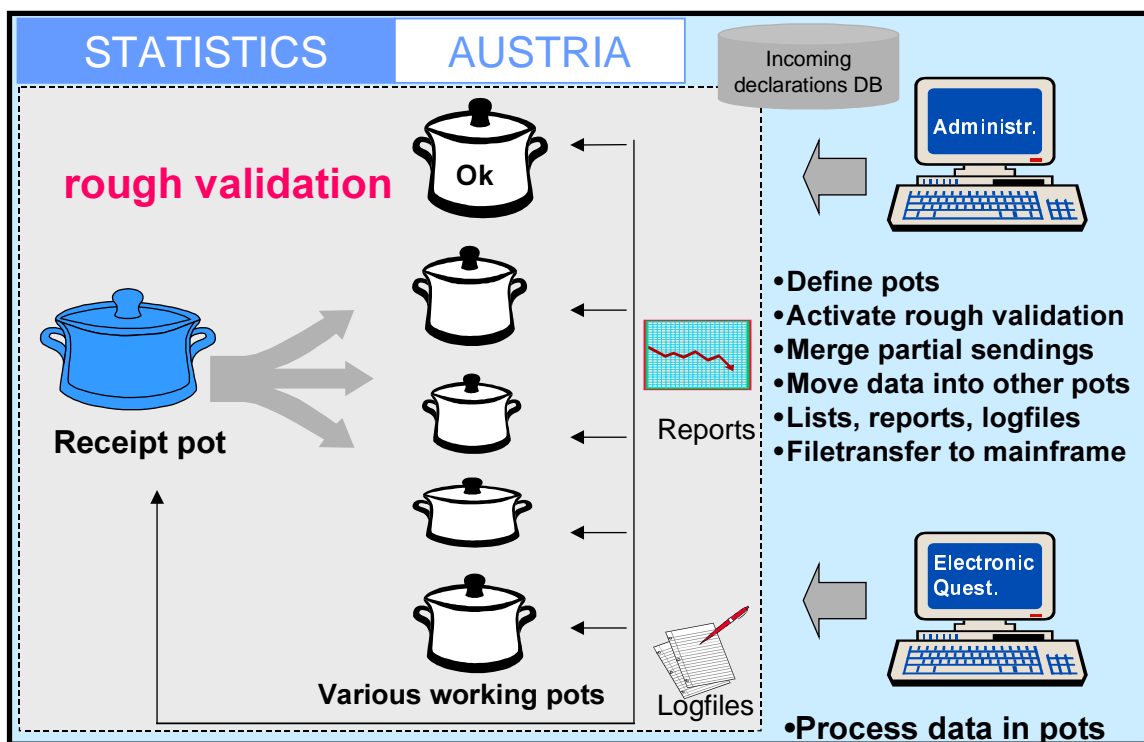 STATISTICS AUSTRIA
Incoming
declarations DB
Administr.
rough validation
Ok
•Define pots
•Activate rough validation
•Merge partial sendings
•Move data into other pots
•Lists, reports, logfiles
•Filetransfer to mainframe
Receipt pot
Reports
Electronic
Quest.
Various working pots
Logfiles
•Process data in pots